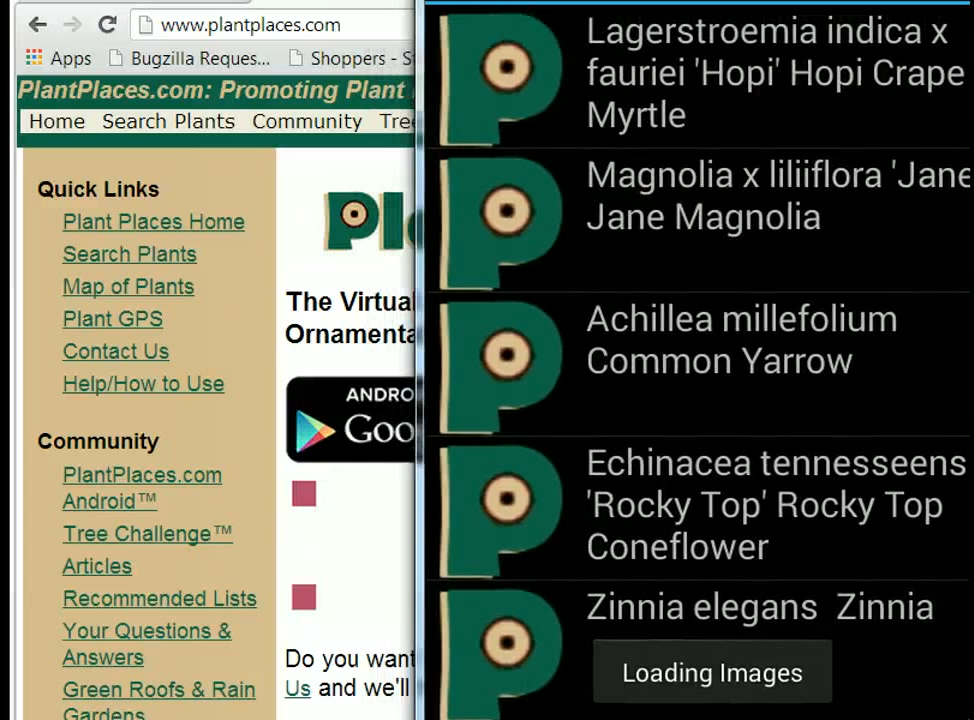 www.plantplaces.com
Apps Bugzilla Reques... Shoppers - St
PlantPlaces.com: Promoting Plant
Home Search Plants Community Tree
Quick Links
Plant Places Home
Search Plants
Map of Plants
Plant GPS
Contact Us
Help/How to Use
Community
PlantPlaces.com
Android™
Tree Challenge™
Articles
Recommended Lists
Your Questions &
Answers
Green Roofs & Rain
Gardens
The Virtual
Ornamenta
ANDRO
Goo
Do you want
Us and we'll
Lagerstroemia indica x
fauriei 'Hopi' Hopi Crape
Myrtle
Magnolia x liliiflora 'Jane
Jane Magnolia
Achillea millefolium
Common Yarrow
Echinacea tennesseens
'Rocky Top' Rocky Top
Coneflower
Zinnia elegans Zinnia
Loading Images